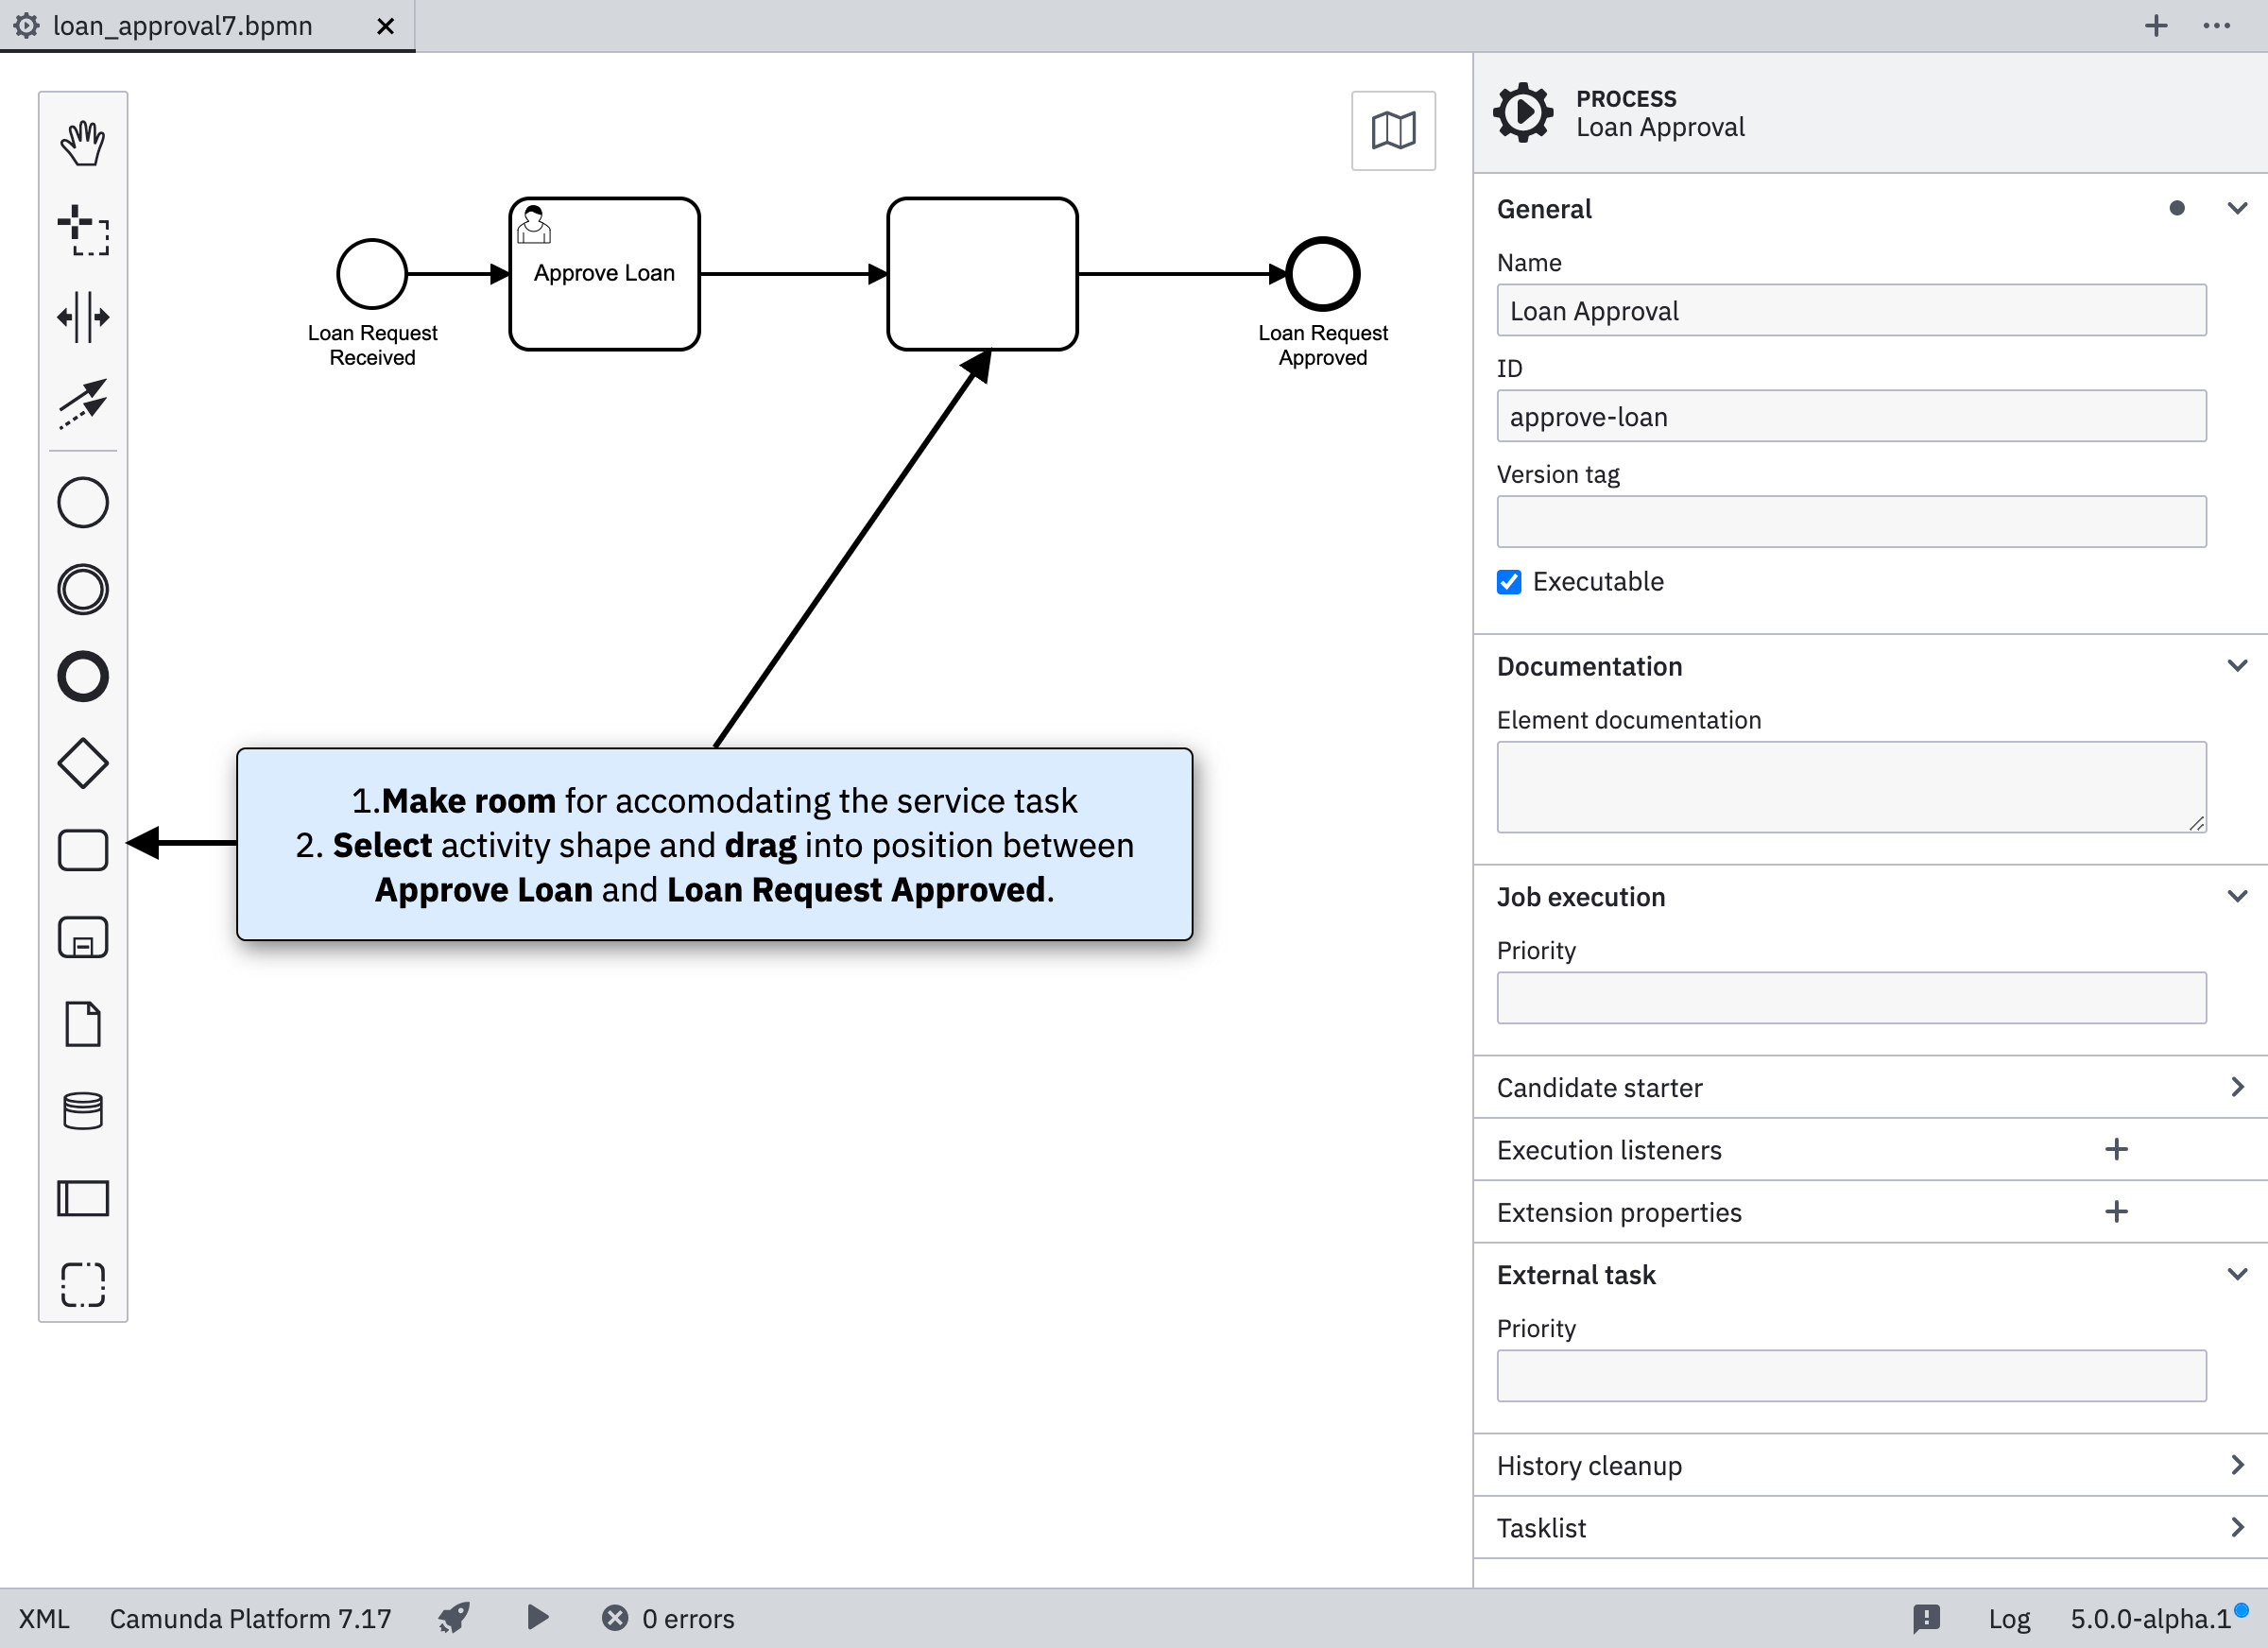 loan_approval7.bpmn
PROCESS
Loan Approval
General
Name
Loan Approval
ID
approve-loan
Version tag
Executable
Documentation
Element documentation
Job execution
Priority
Candidate starter
Execution listeners
Extension properties
External task
Priority
History cleanup
Tasklist
Approve Loan
Loan Request
Received
Loan Request
Approved
1.Make room for accomodating the service task
2. Select activity shape and drag into position between
Approve Loan and Loan Request Approved.
XML Camunda Platform 7.17 0 errors Log 5.0.0-alpha.1